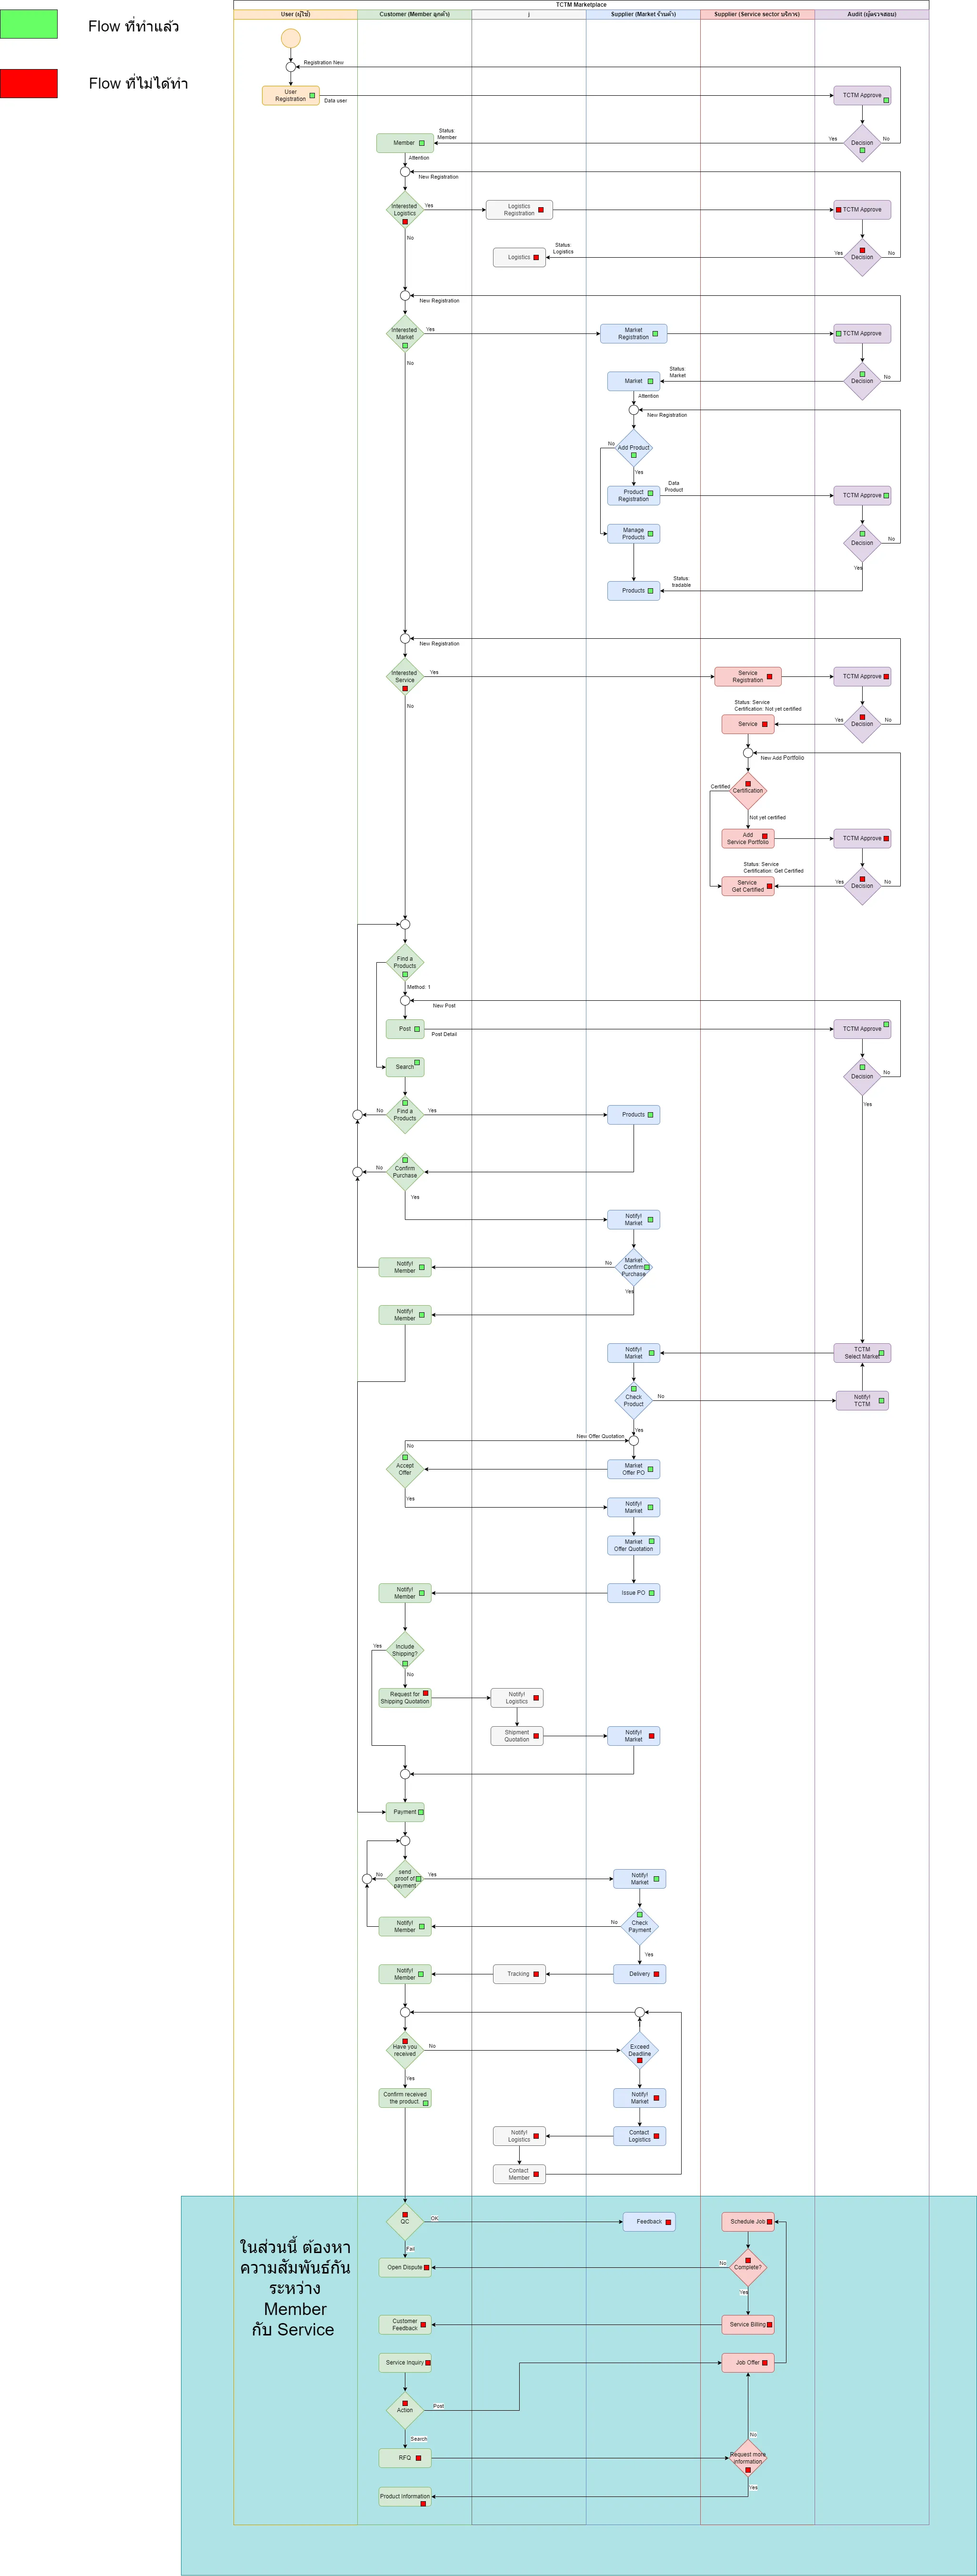 TCTM Marketplace
Flow ที่ทำแล้ว
Flow ที่ไม่ได้ทำ
User (ผู้ใช้)
Customer (Member ลูกค้า)
j
Supplier (Market ร้านค้า)
Supplier (Service sector บริการ)
Audit (ผู้ตรวจสอบ)
Registration New
User
Registration
Data user
TCTM Approve
Decision
Yes
No
Status:
Member
Member
Attention
New Registration
Interested
Logistics
Yes
No
Logistics
Registration
TCTM Approve
Decision
Yes
No
Status:
Logistics
Logistics
New Registration
Interested
Market
Yes
No
Market
Registration
TCTM Approve
Decision
No
Status:
Market
Market
Attention
New Registration
Add Product
No
Yes
Product
Registration
Data
Product
TCTM Approve
Decision
No
Yes
Manage
Products
Status:
tradable
Products
New Registration
Interested
Service
Yes
No
Service
Registration
TCTM Approve
Decision
Yes
No
Status: Service
Certification: Not yet certified
Service
New Add Portfolio
Certification
Certified
Not yet certified
Add
Service Portfolio
TCTM Approve
Decision
Yes
No
Status: Service
Certification: Get Certified
Service
Get Certified
Find a
Products
Method: 1
New Post
Post
Post Detail
TCTM Approve
Decision
No
Yes
Search
Find a
Products
No
Yes
Products
Confirm
Purchase
No
Yes
Notify!
Market
Market
Confirm
Purchase
No
Yes
Notify!
Member
Notify!
Member
Notify!
Market
TCTM
Select Market
Check
Product
No
Yes
Notify!
TCTM
New Offer Quotation
No
Accept
Offer
Yes
Market
Offer PO
Notify!
Market
Market
Offer Quotation
Issue PO
Notify!
Member
Include
Shipping?
Yes
No
Request for
Shipping Quotation
Notify!
Logistics
Shipment
Quotation
Notify!
Market
Payment
send
proof of
payment
No
Yes
Notify!
Market
Check
Payment
No
Yes
Notify!
Member
Delivery
Tracking
Notify!
Member
Have you
received
No
Yes
Exceed
Deadline
Confirm received
the product.
Notify!
Market
Contact
Logistics
Notify!
Logistics
Contact
Member
ในส่วนนี้ ต้องหา
ความสัมพันธ์กัน
ระหว่าง
Member
กับ Service
QC
OK
Fail
Feedback
Schedule Job
Open Dispute
Complete?
No
Yes
Customer
Feedback
Service Billing
Service Inquiry
Job Offer
Action
Post
Search
RFQ
Request more
information
No
Yes
Product Information